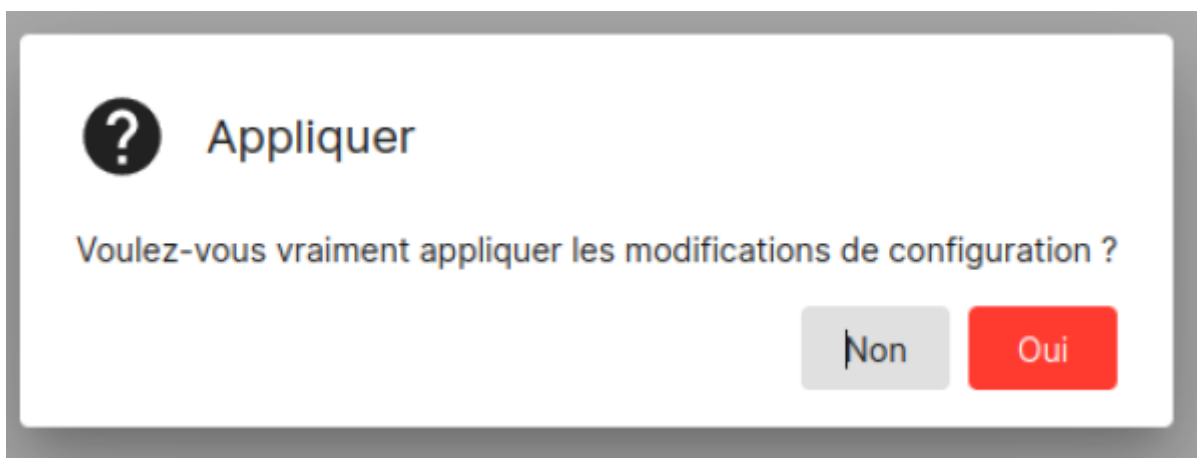 Appliquer
Voulez-vous vraiment appliquer les modifications de configuration ?
Non Oui